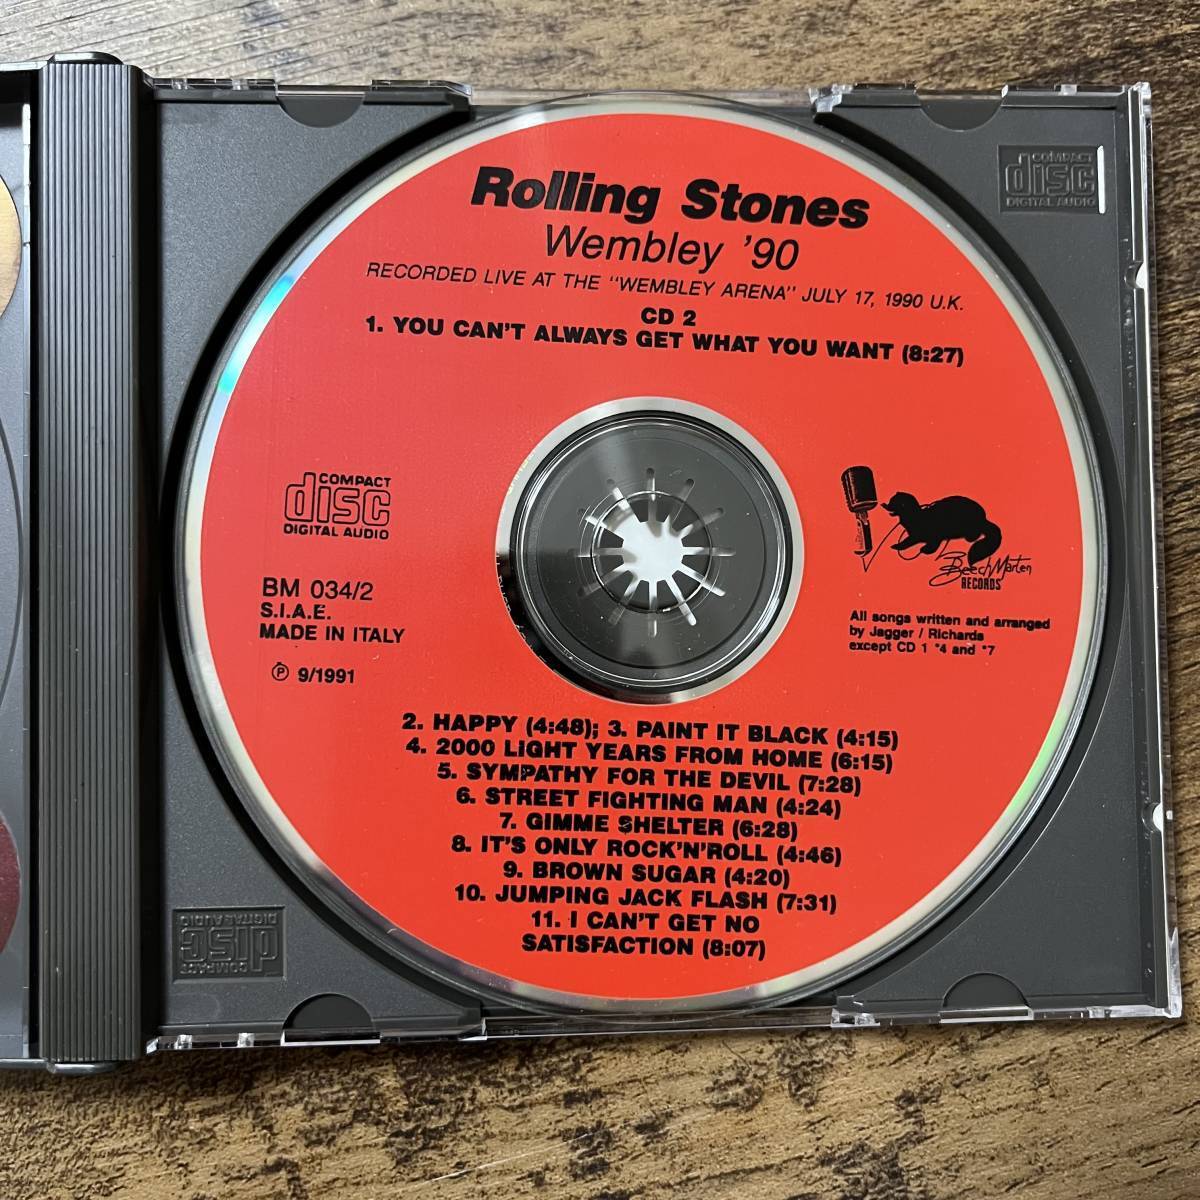 Rolling Stones
Wembley '90
RECORDED LIVE AT THE "WEMBLEY ARENA" JULY 17, 1990 U.K.
CD 2
1. YOU CAN'T ALWAYS GET WHAT YOU WANT (8:27)
COMPACT
disc
DIGITAL AUDIO
BM 034/2
S.I.A.E.
MADE IN ITALY
℗ 9/1991
Beech Marten
RECORDS
All songs written and arranged
by Jagger / Richards
except CD 1 *4 and *7
2. HAPPY (4:48); 3. PAINT IT BLACK (4:15)
4. 2000 LIGHT YEARS FROM HOME (6:15)
5. SYMPATHY FOR THE DEVIL (7:28)
6. STREET FIGHTING MAN (4:24)
7. GIMME SHELTER (6:28)
8. IT'S ONLY ROCK'N'ROLL (4:46)
9. BROWN SUGAR (4:20)
10. JUMPING JACK FLASH (7:31)
11. I CAN'T GET NO
SATISFACTION (8:07)
COMPACT
disc
DIGITAL AUDIO
COMPACT
disc
DIGITAL AUDIO